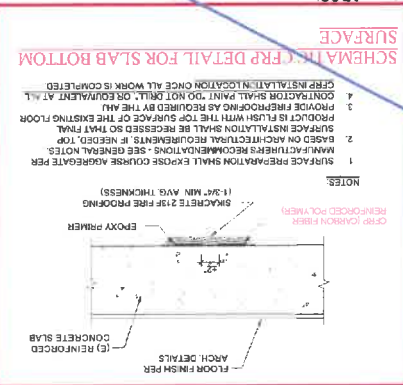 FLOOR FINISH PER
ARCH. DETAILS
(E) REINFORCED
CONCRETE SLAB
EPOXY PRIMER
SIKACRETE 213F FIRE PROOFING
(1-3/4" MIN. AVG. THICKNESS)
CFRP (CARBON FIBER
REINFORCED POLYMER)
NOTES:
1 SURFACE PREPARATION SHALL EXPOSE COURSE AGGREGATE PER
MANUFACTURERS RECOMMENDATIONS - SEE GENERAL NOTES.
2. BASED ON ARCHITECTURAL REQUIREMENTS, IF NEEDED, TOP
SURFACE INSTALLATION SHALL BE RECESSED SO THAT FINAL
PRODUCT IS FLUSH WITH THE TOP SURFACE OF THE EXISTING FLOOR
3. PROVIDE FIREPROOFING AS REQUIRED BY THE AHJ
4. CONTRACTOR SHALL PAINT "DO NOT DRILL" OR EQUIVALENT AT ALL
CFRP INSTALLATION LOCATION ONCE ALL WORK IS COMPLETED
SCHEMATIC CFRP DETAIL FOR SLAB BOTTOM
SURFACE